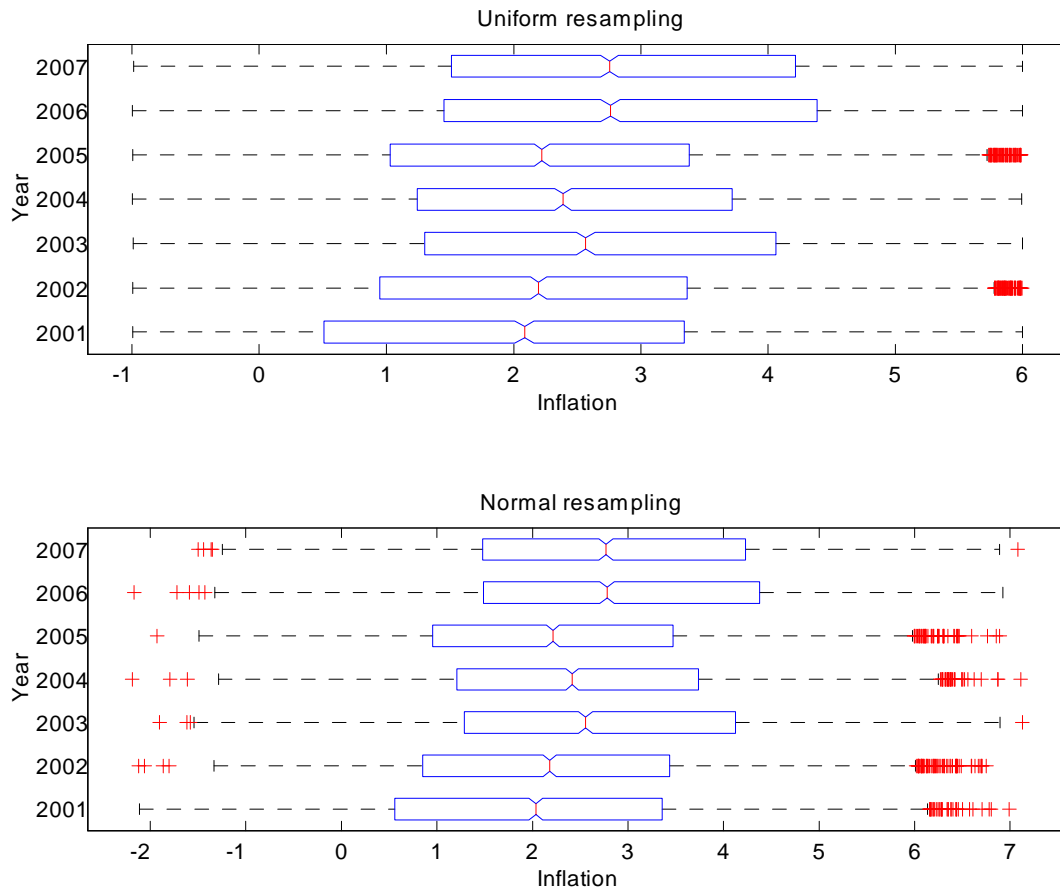 Uniform resampling
2007
2006
2005
2004
2003
2002
2001
Year
-1 0 1 2 3 4 5 6
Inflation
Normal resampling
2007
2006
2005
2004
2003
2002
2001
Year
-2 -1 0 1 2 3 4 5 6 7
Inflation